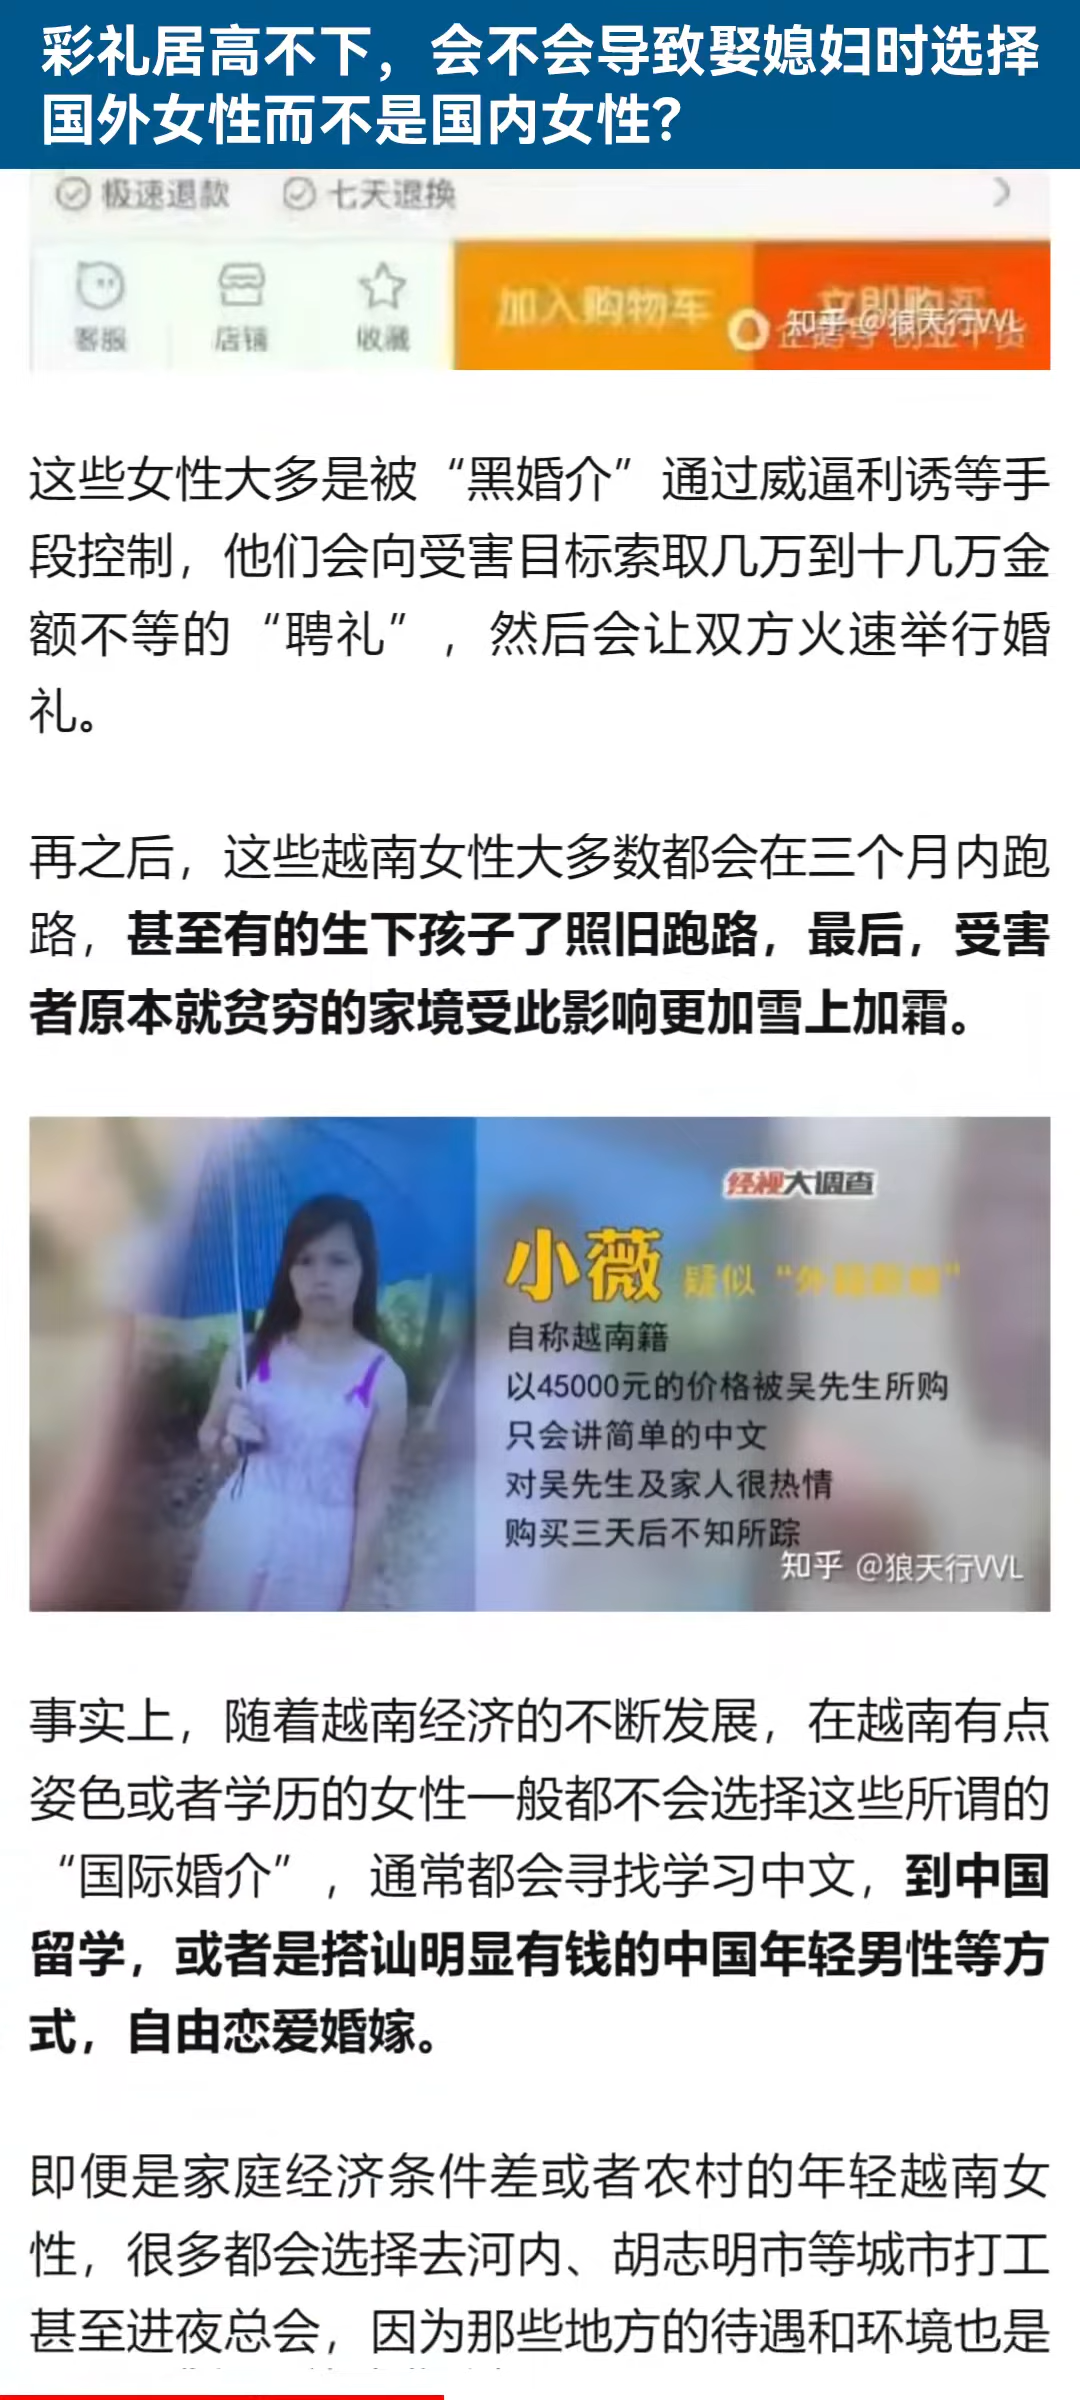 彩礼居高不下，会不会导致娶媳妇时选择
国外女性而不是国内女性？
极速退款 七天退换
客服 店铺 收藏 加入购物车 立即购买
知乎 @狼天行VVL
这些女性大多是被“黑婚介”通过威逼利诱等手
段控制，他们会向受害目标索取几万到十几万金
额不等的“聘礼”，然后会让双方火速举行婚
礼。
再之后，这些越南女性大多数都会在三个月内跑
路，甚至有的生下孩子了照旧跑路，最后，受害
者原本就贫穷的家境受此影响更加雪上加霜。
经视大调查
小薇 疑似
自称越南籍
以45000元的价格被吴先生所购
只会讲简单的中文
对吴先生及家人很热情
购买三天后不知所踪
知乎 @狼天行VVL
事实上，随着越南经济的不断发展，在越南有点
姿色或者学历的女性一般都不会选择这些所谓的
“国际婚介”，通常都会寻找学习中文，到中国
留学，或者是搭讪明显有钱的中国年轻男性等方
式，自由恋爱婚嫁。
即便是家庭经济条件差或者农村的年轻越南女
性，很多都会选择去河内、胡志明市等城市打工
甚至进夜总会，因为那些地方的待遇和环境也是